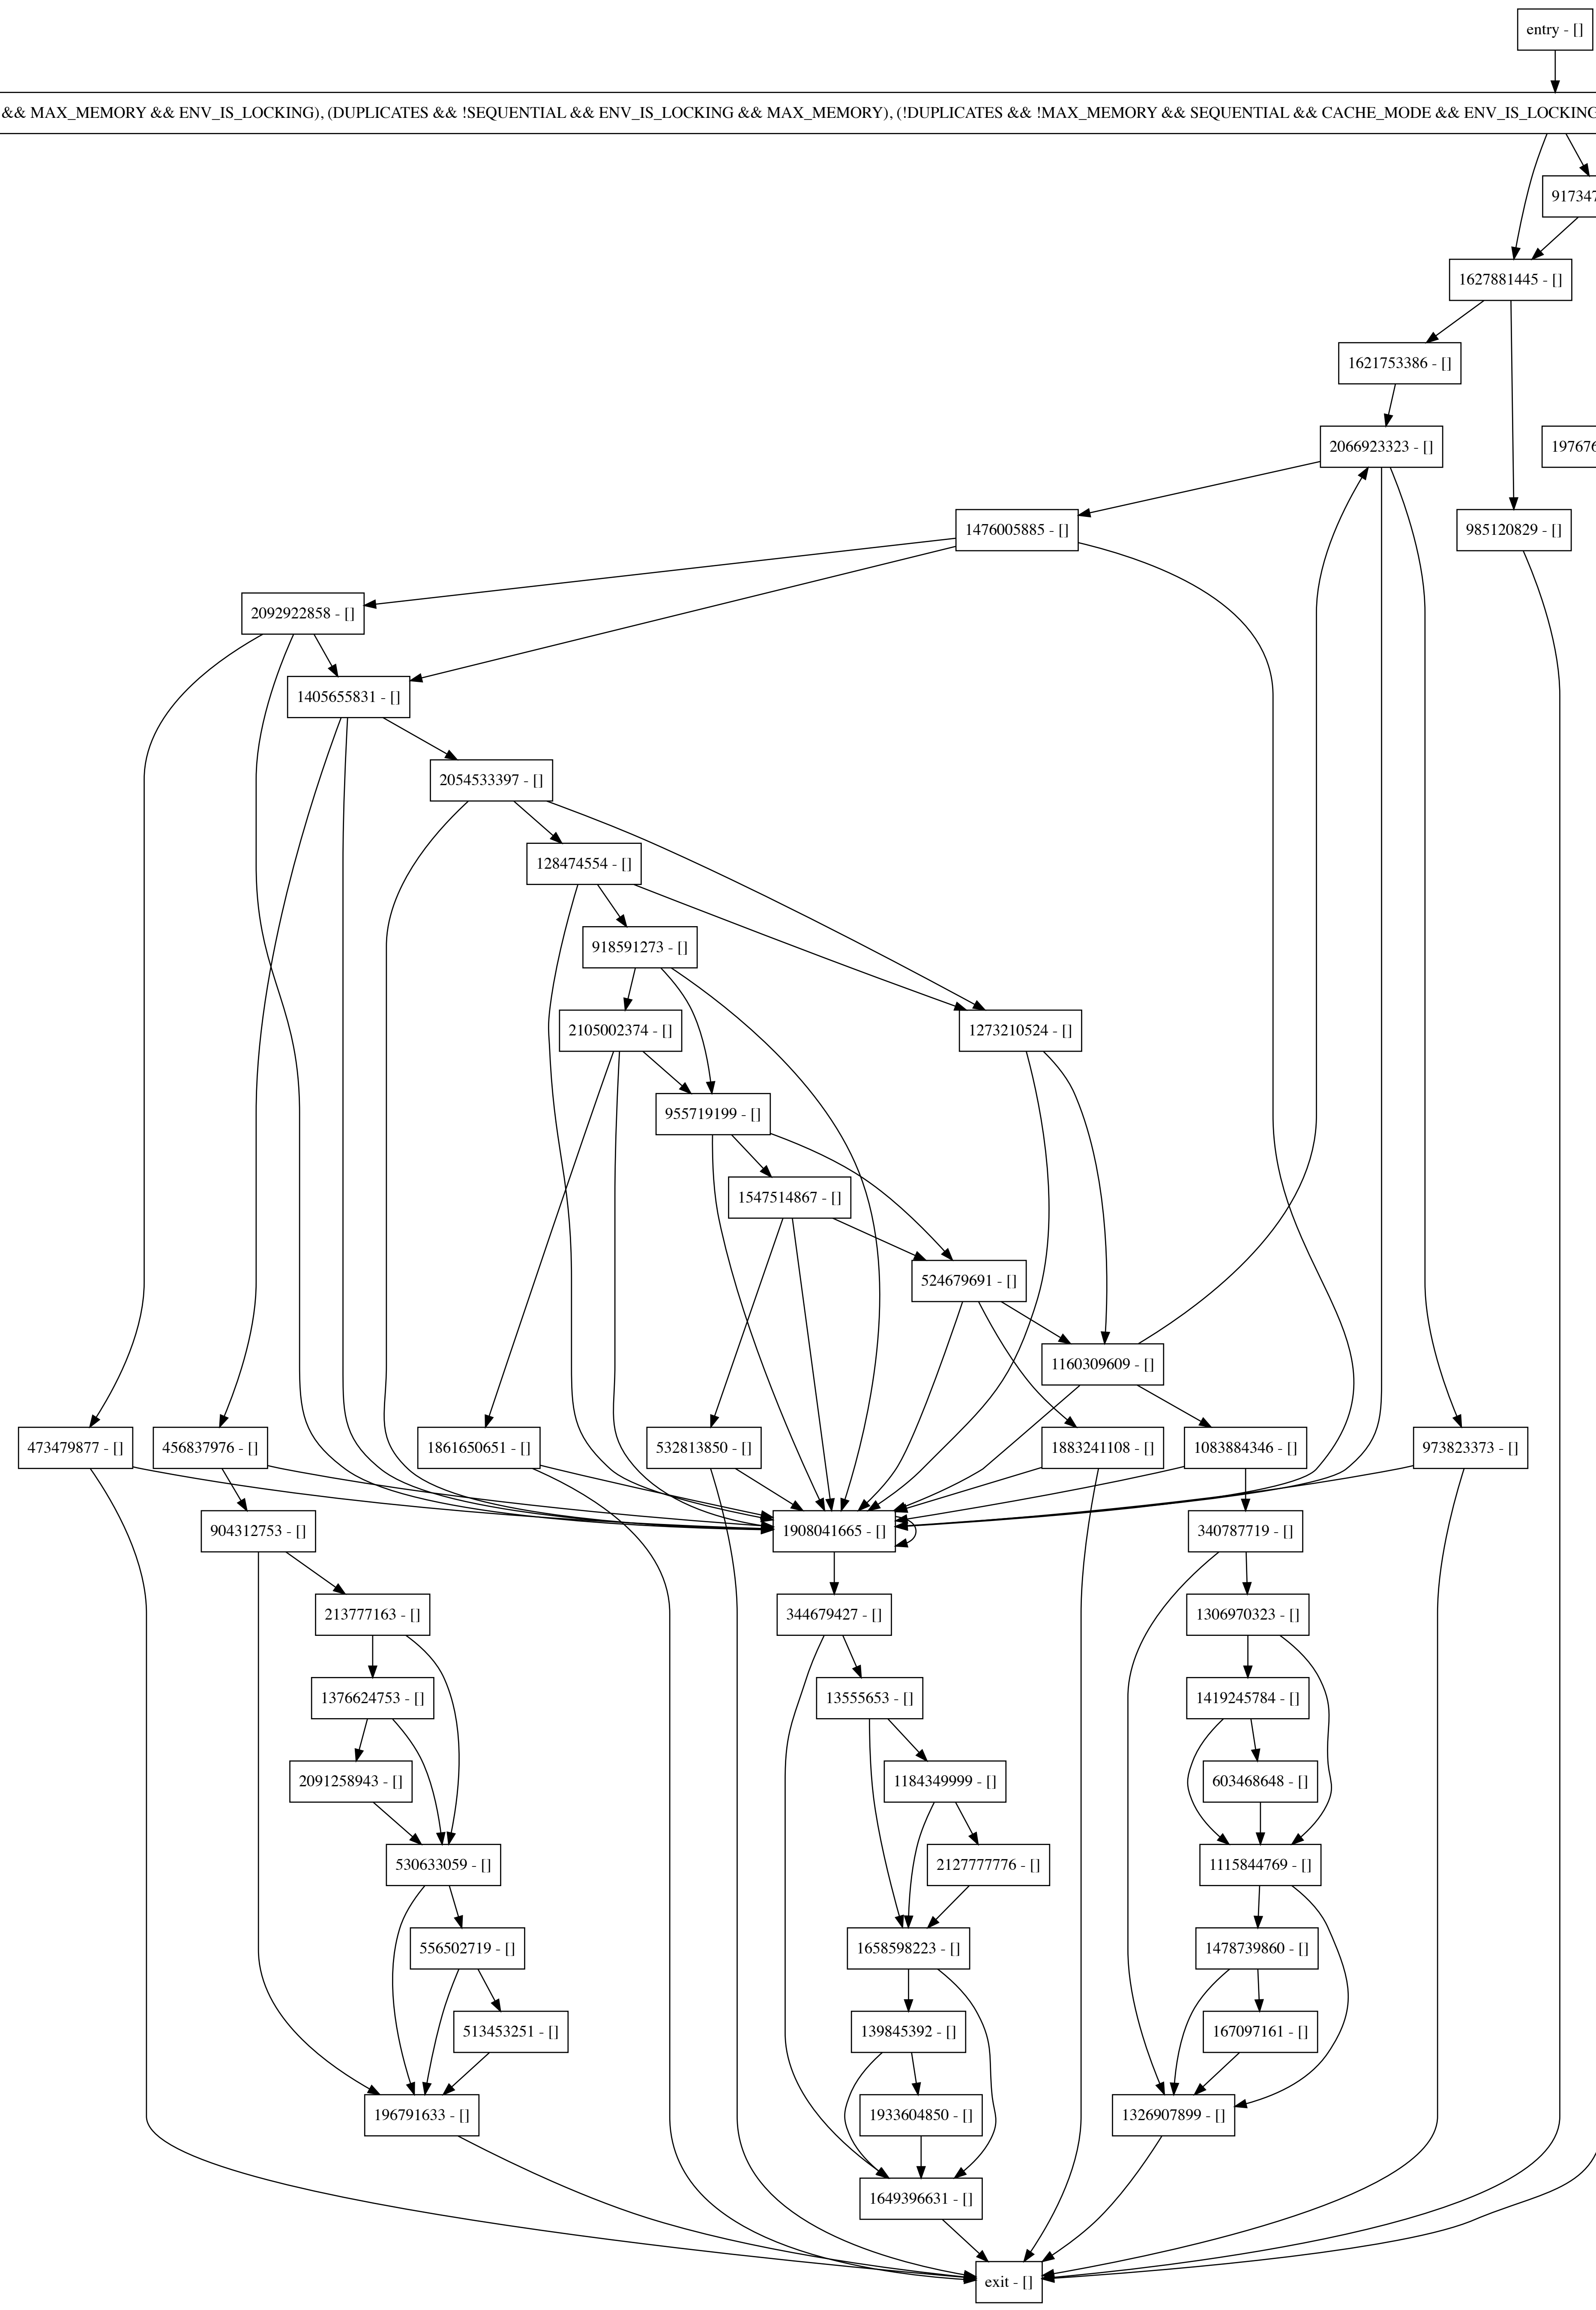 entry - []
&& MAX_MEMORY && ENV_IS_LOCKING), (DUPLICATES && !SEQUENTIAL && ENV_IS_LOCKING && MAX_MEMORY), (!DUPLICATES && !MAX_MEMORY && SEQUENTIAL && CACHE_MODE && ENV_IS_LOCKING
917347
1627881445 - []
1621753386 - []
2066923323 - []
19767
1476005885 - []
985120829 - []
2092922858 - []
1405655831 - []
2054533397 - []
128474554 - []
918591273 - []
2105002374 - []
1273210524 - []
955719199 - []
1547514867 - []
524679691 - []
1160309609 - []
473479877 - []
456837976 - []
1861650651 - []
532813850 - []
1883241108 - []
1083884346 - []
973823373 - []
904312753 - []
1908041665 - []
340787719 - []
213777163 - []
344679427 - []
1306970323 - []
1376624753 - []
13555653 - []
1419245784 - []
2091258943 - []
1184349999 - []
603468648 - []
530633059 - []
2127777776 - []
1115844769 - []
556502719 - []
1658598223 - []
1478739860 - []
513453251 - []
139845392 - []
167097161 - []
196791633 - []
1933604850 - []
1326907899 - []
1649396631 - []
exit - []